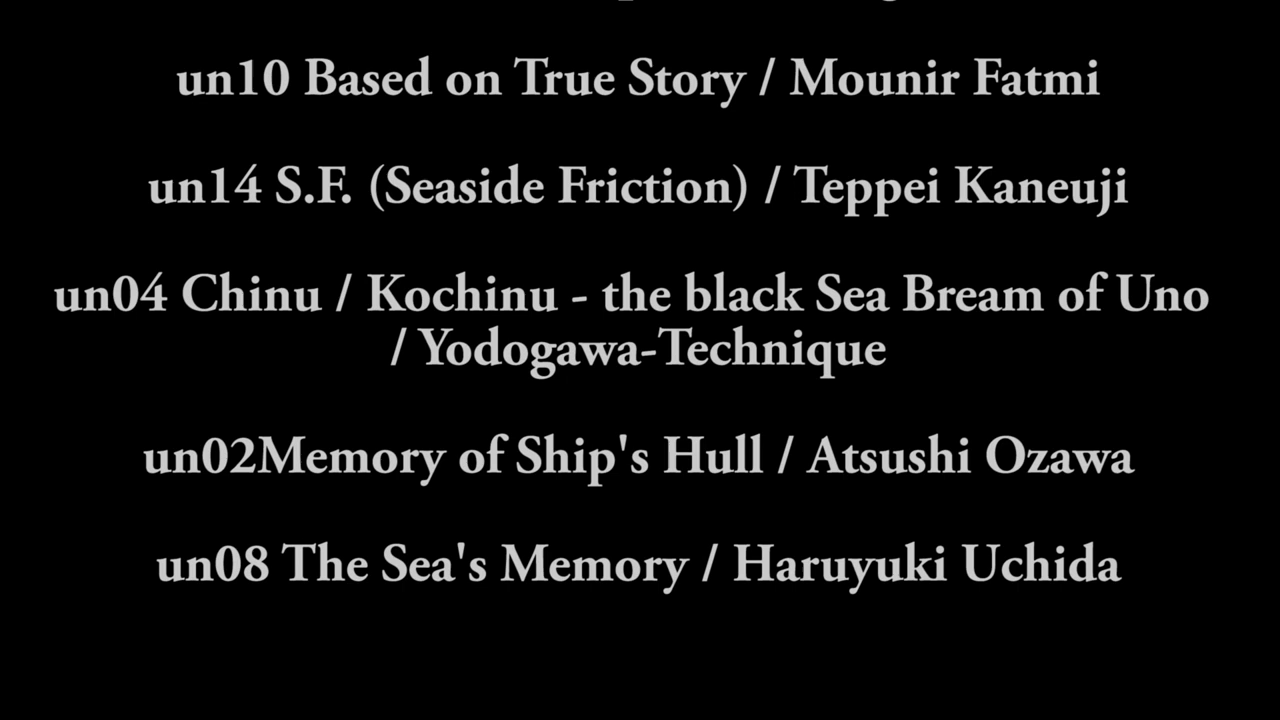 un10 Based on True Story / Mounir Fatmi
un14 S.F. (Seaside Friction) / Teppei Kaneuji
un04 Chinu / Kochinu - the black Sea Bream of Uno
/ Yodogawa-Technique
un02Memory of Ship's Hull / Atsushi Ozawa
un08 The Sea's Memory / Haruyuki Uchida